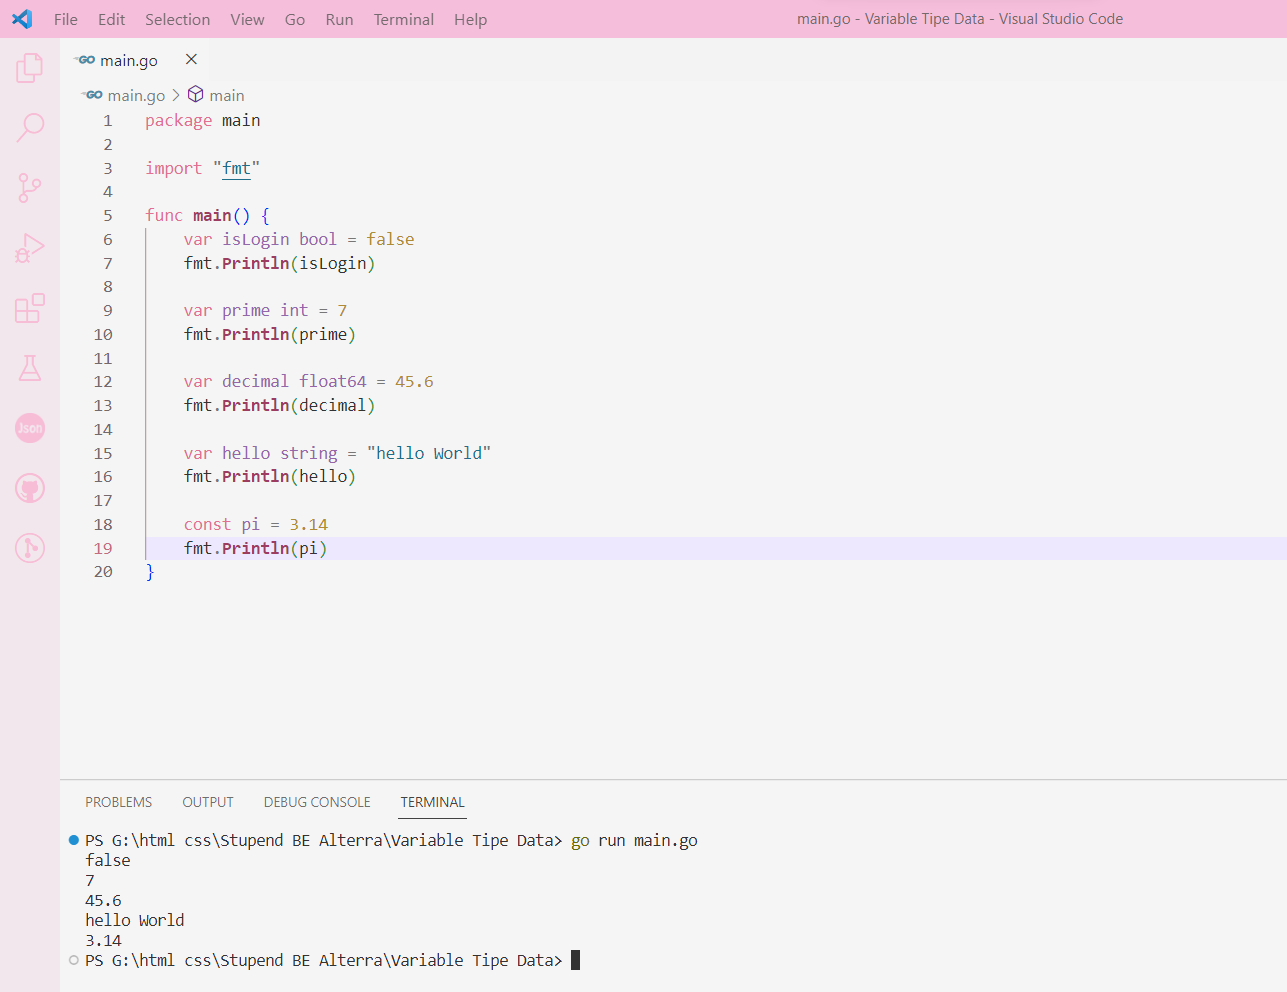 File Edit Selection View Go Run Terminal Help main.go - Variable Tipe Data - Visual Studio Code
GO main.go ×
GO main.go > main
1 package main
2
3 import "fmt"
4
5 func main() {
6 var isLogin bool = false
7 fmt.Println(isLogin)
8
9 var prime int = 7
10 fmt.Println(prime)
11
12 var decimal float64 = 45.6
13 fmt.Println(decimal)
14
15 var hello string = "hello World"
16 fmt.Println(hello)
17
18 const pi = 3.14
19 fmt.Println(pi)
20 }
Json
PROBLEMS OUTPUT DEBUG CONSOLE TERMINAL
PS G:\html css\Stupend BE Alterra\Variable Tipe Data> go run main.go
false
7
45.6
hello World
3.14
PS G:\html css\Stupend BE Alterra\Variable Tipe Data>